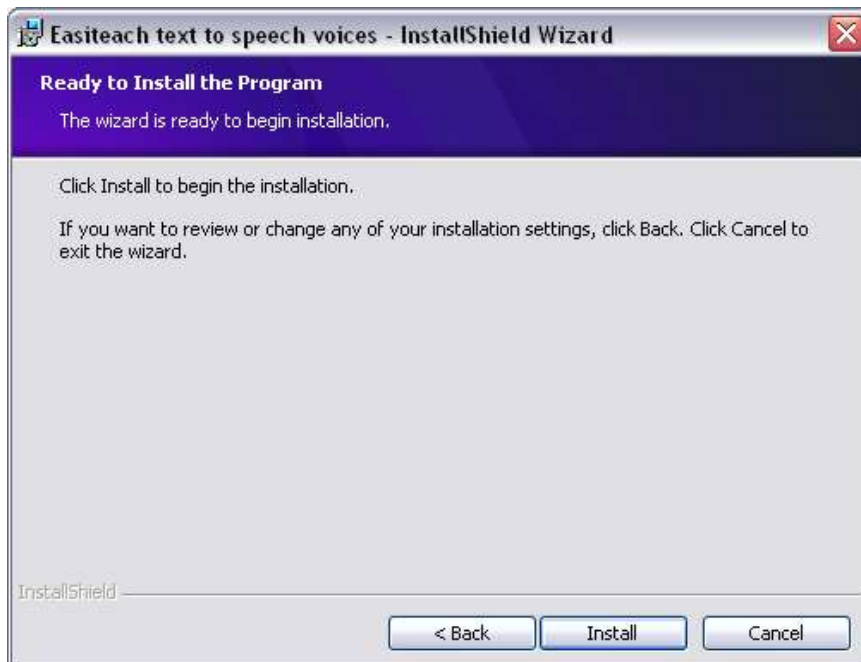 Easiteach text to speech voices - InstallShield Wizard
Ready to Install the Program
The wizard is ready to begin installation.
Click Install to begin the installation.
If you want to review or change any of your installation settings, click Back. Click Cancel to
exit the wizard.
InstallShield
< Back Install Cancel